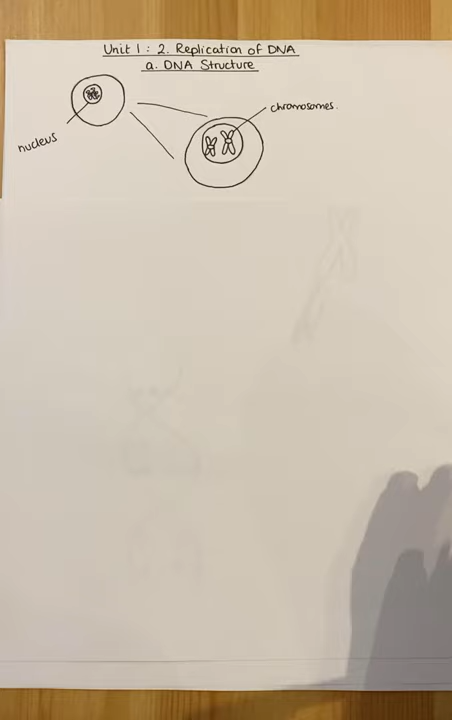 Unit 1 : 2. Replication of DNA
a. DNA Structure
chromosomes.
nucleus